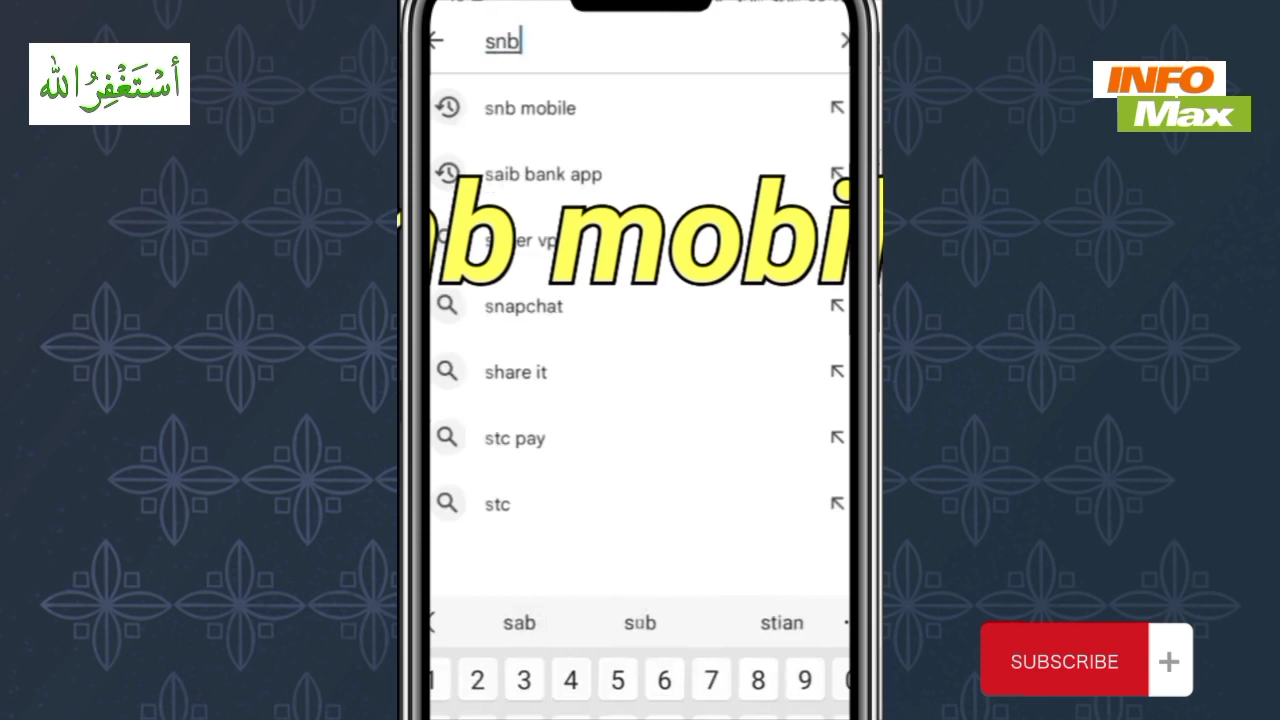 أَسْتَغْفِرُ الله
INFO
Max
snb
snb mobile
saib bank app
snapchat
share it
stc pay
stc
sab
sub
stian
2 3 4 5 6 7 8 9
SUBSCRIBE +